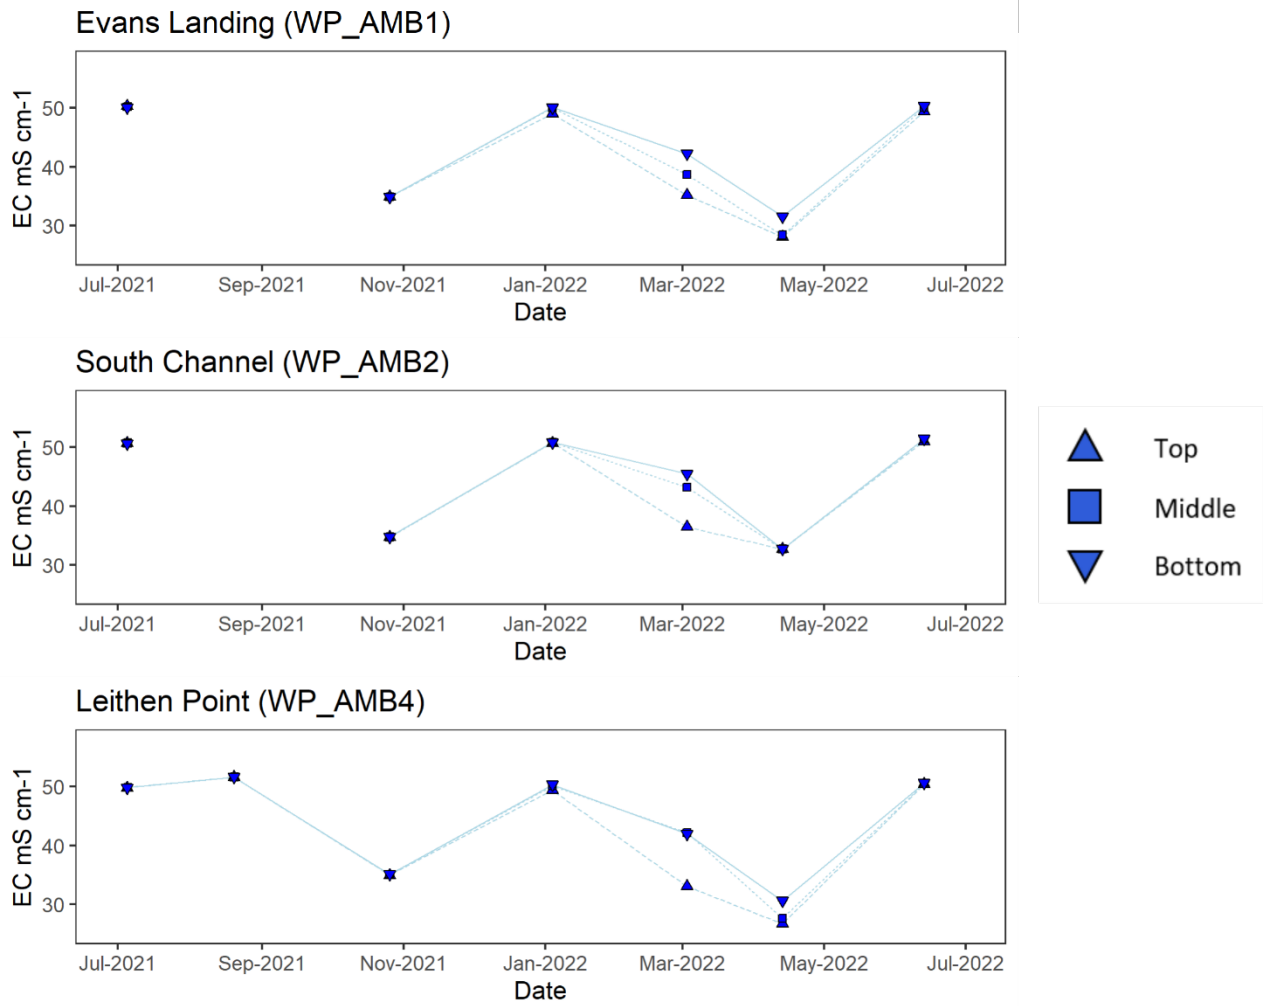 Evans Landing (WP_AMB1)
EC mS cm-1
50
40
30
Jul-2021 Sep-2021 Nov-2021 Jan-2022 Mar-2022 May-2022 Jul-2022
Date
South Channel (WP_AMB2)
EC mS cm-1
50
40
30
Jul-2021 Sep-2021 Nov-2021 Jan-2022 Mar-2022 May-2022 Jul-2022
Date
Top
Middle
Bottom
Leithen Point (WP_AMB4)
EC mS cm-1
50
40
30
Jul-2021 Sep-2021 Nov-2021 Jan-2022 Mar-2022 May-2022 Jul-2022
Date